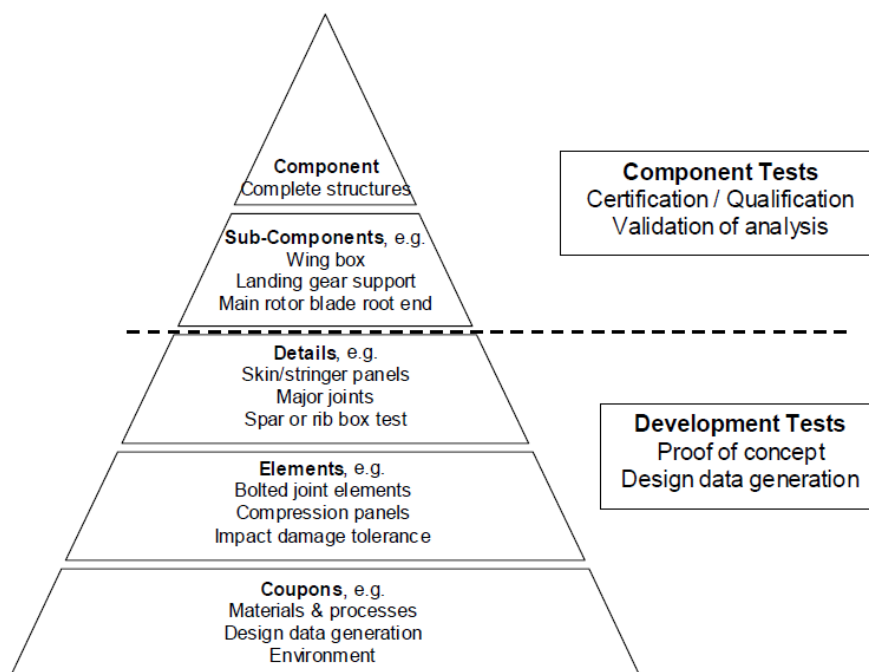 Component
Complete structures
Sub-Components, e.g.
Wing box
Landing gear support
Main rotor blade root end
Details, e.g.
Skin/stringer panels
Major joints
Spar or rib box test
Elements, e.g.
Bolted joint elements
Compression panels
Impact damage tolerance
Coupons, e.g.
Materials & processes
Design data generation
Environment
Component Tests
Certification / Qualification
Validation of analysis
Development Tests
Proof of concept
Design data generation